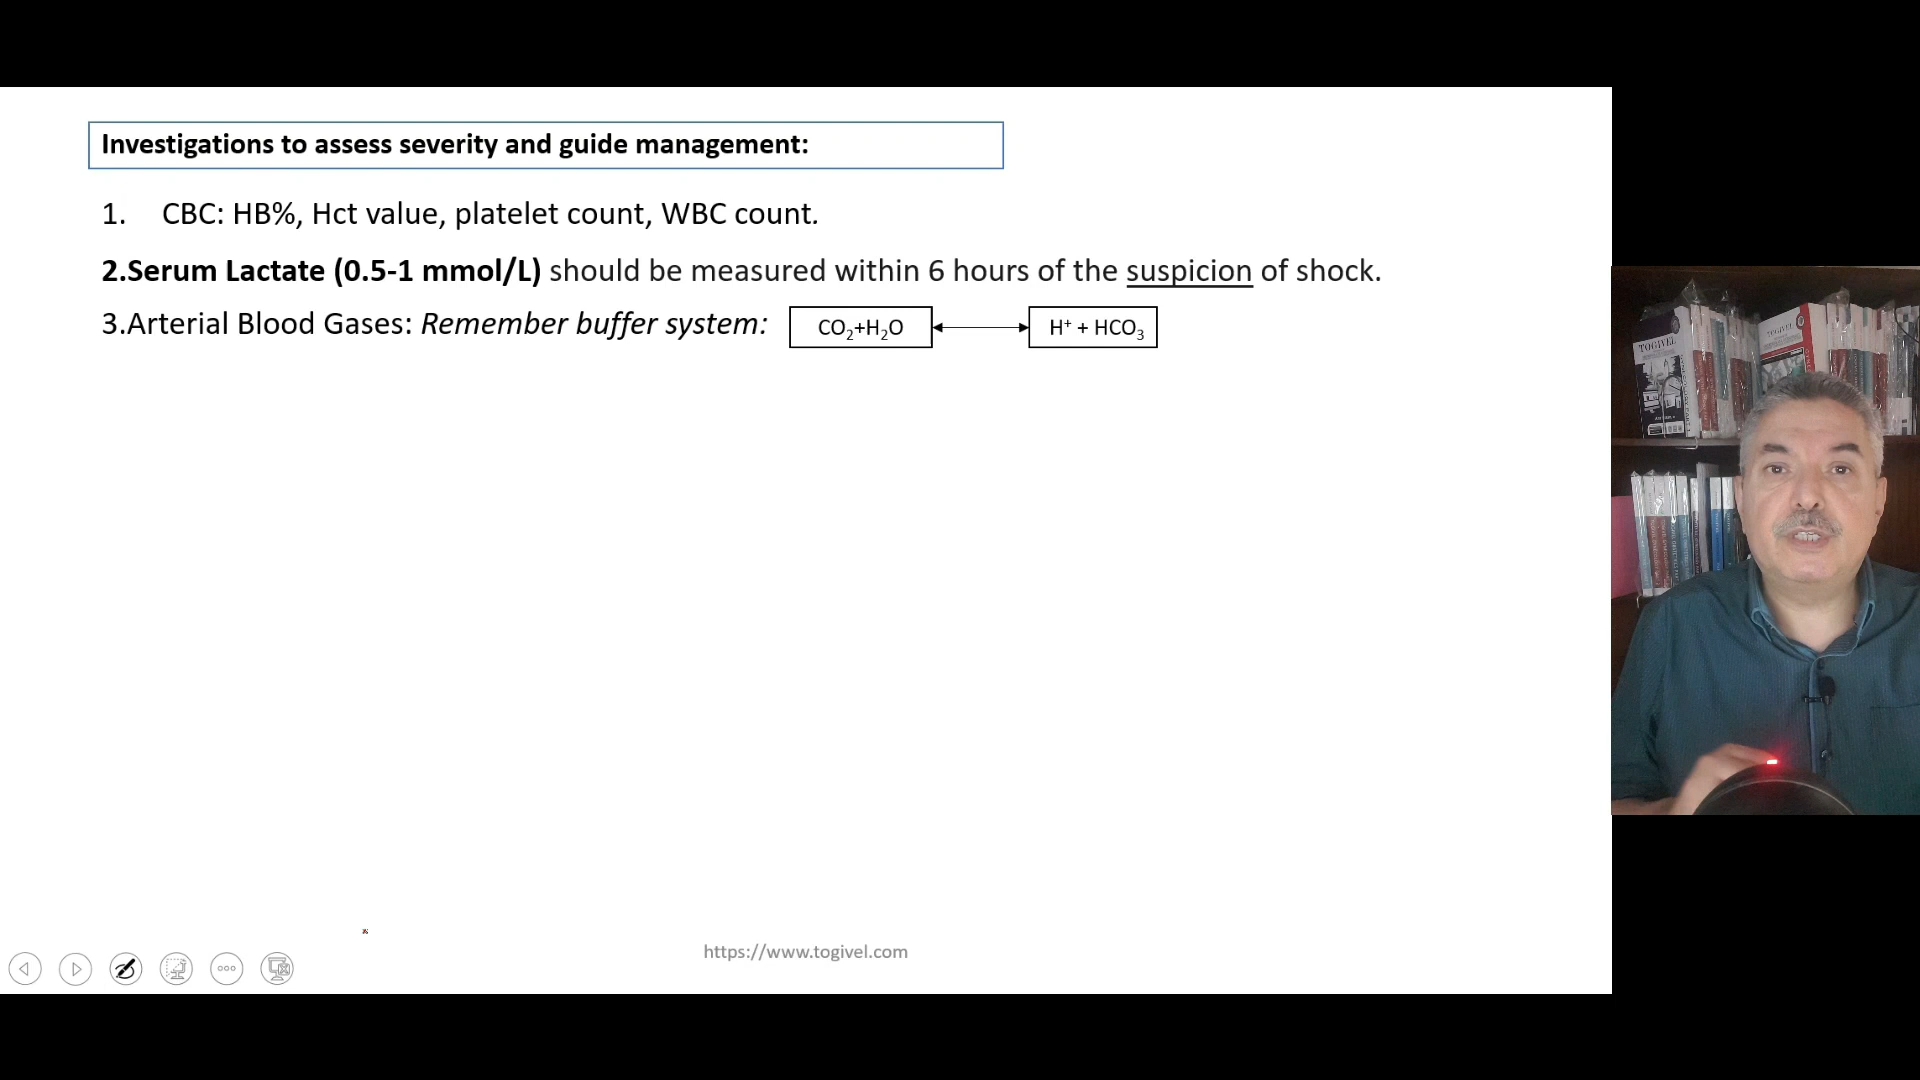 Investigations to assess severity and guide management:
1. CBC: HB%, Hct value, platelet count, WBC count.
2.Serum Lactate (0.5-1 mmol/L) should be measured within 6 hours of the suspicion of shock.
3.Arterial Blood Gases: Remember buffer system: CO₂+H₂O H⁺ + HCO₃
TOGIVEL
TOGIVEL
https://www.togivel.com